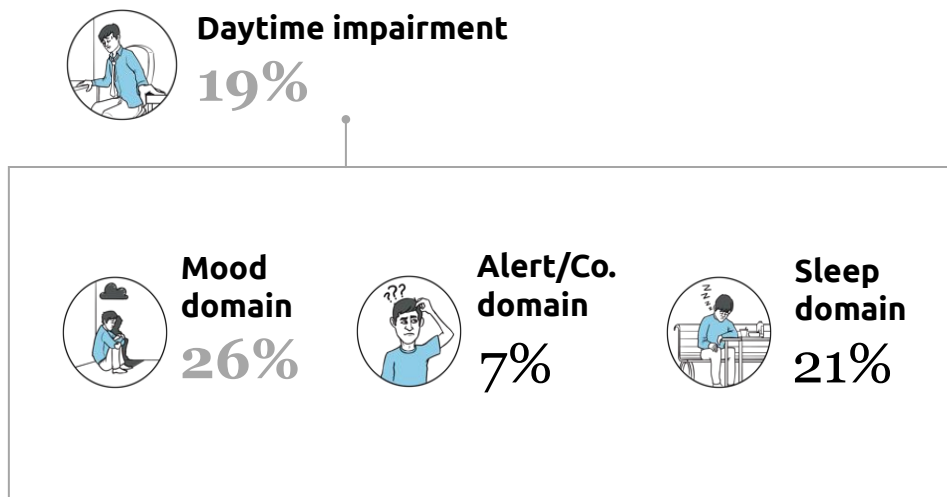 Daytime impairment
19%
Mood
domain
26%
Alert/Co.
domain
7%
Sleep
domain
21%
???
z
z
z
z